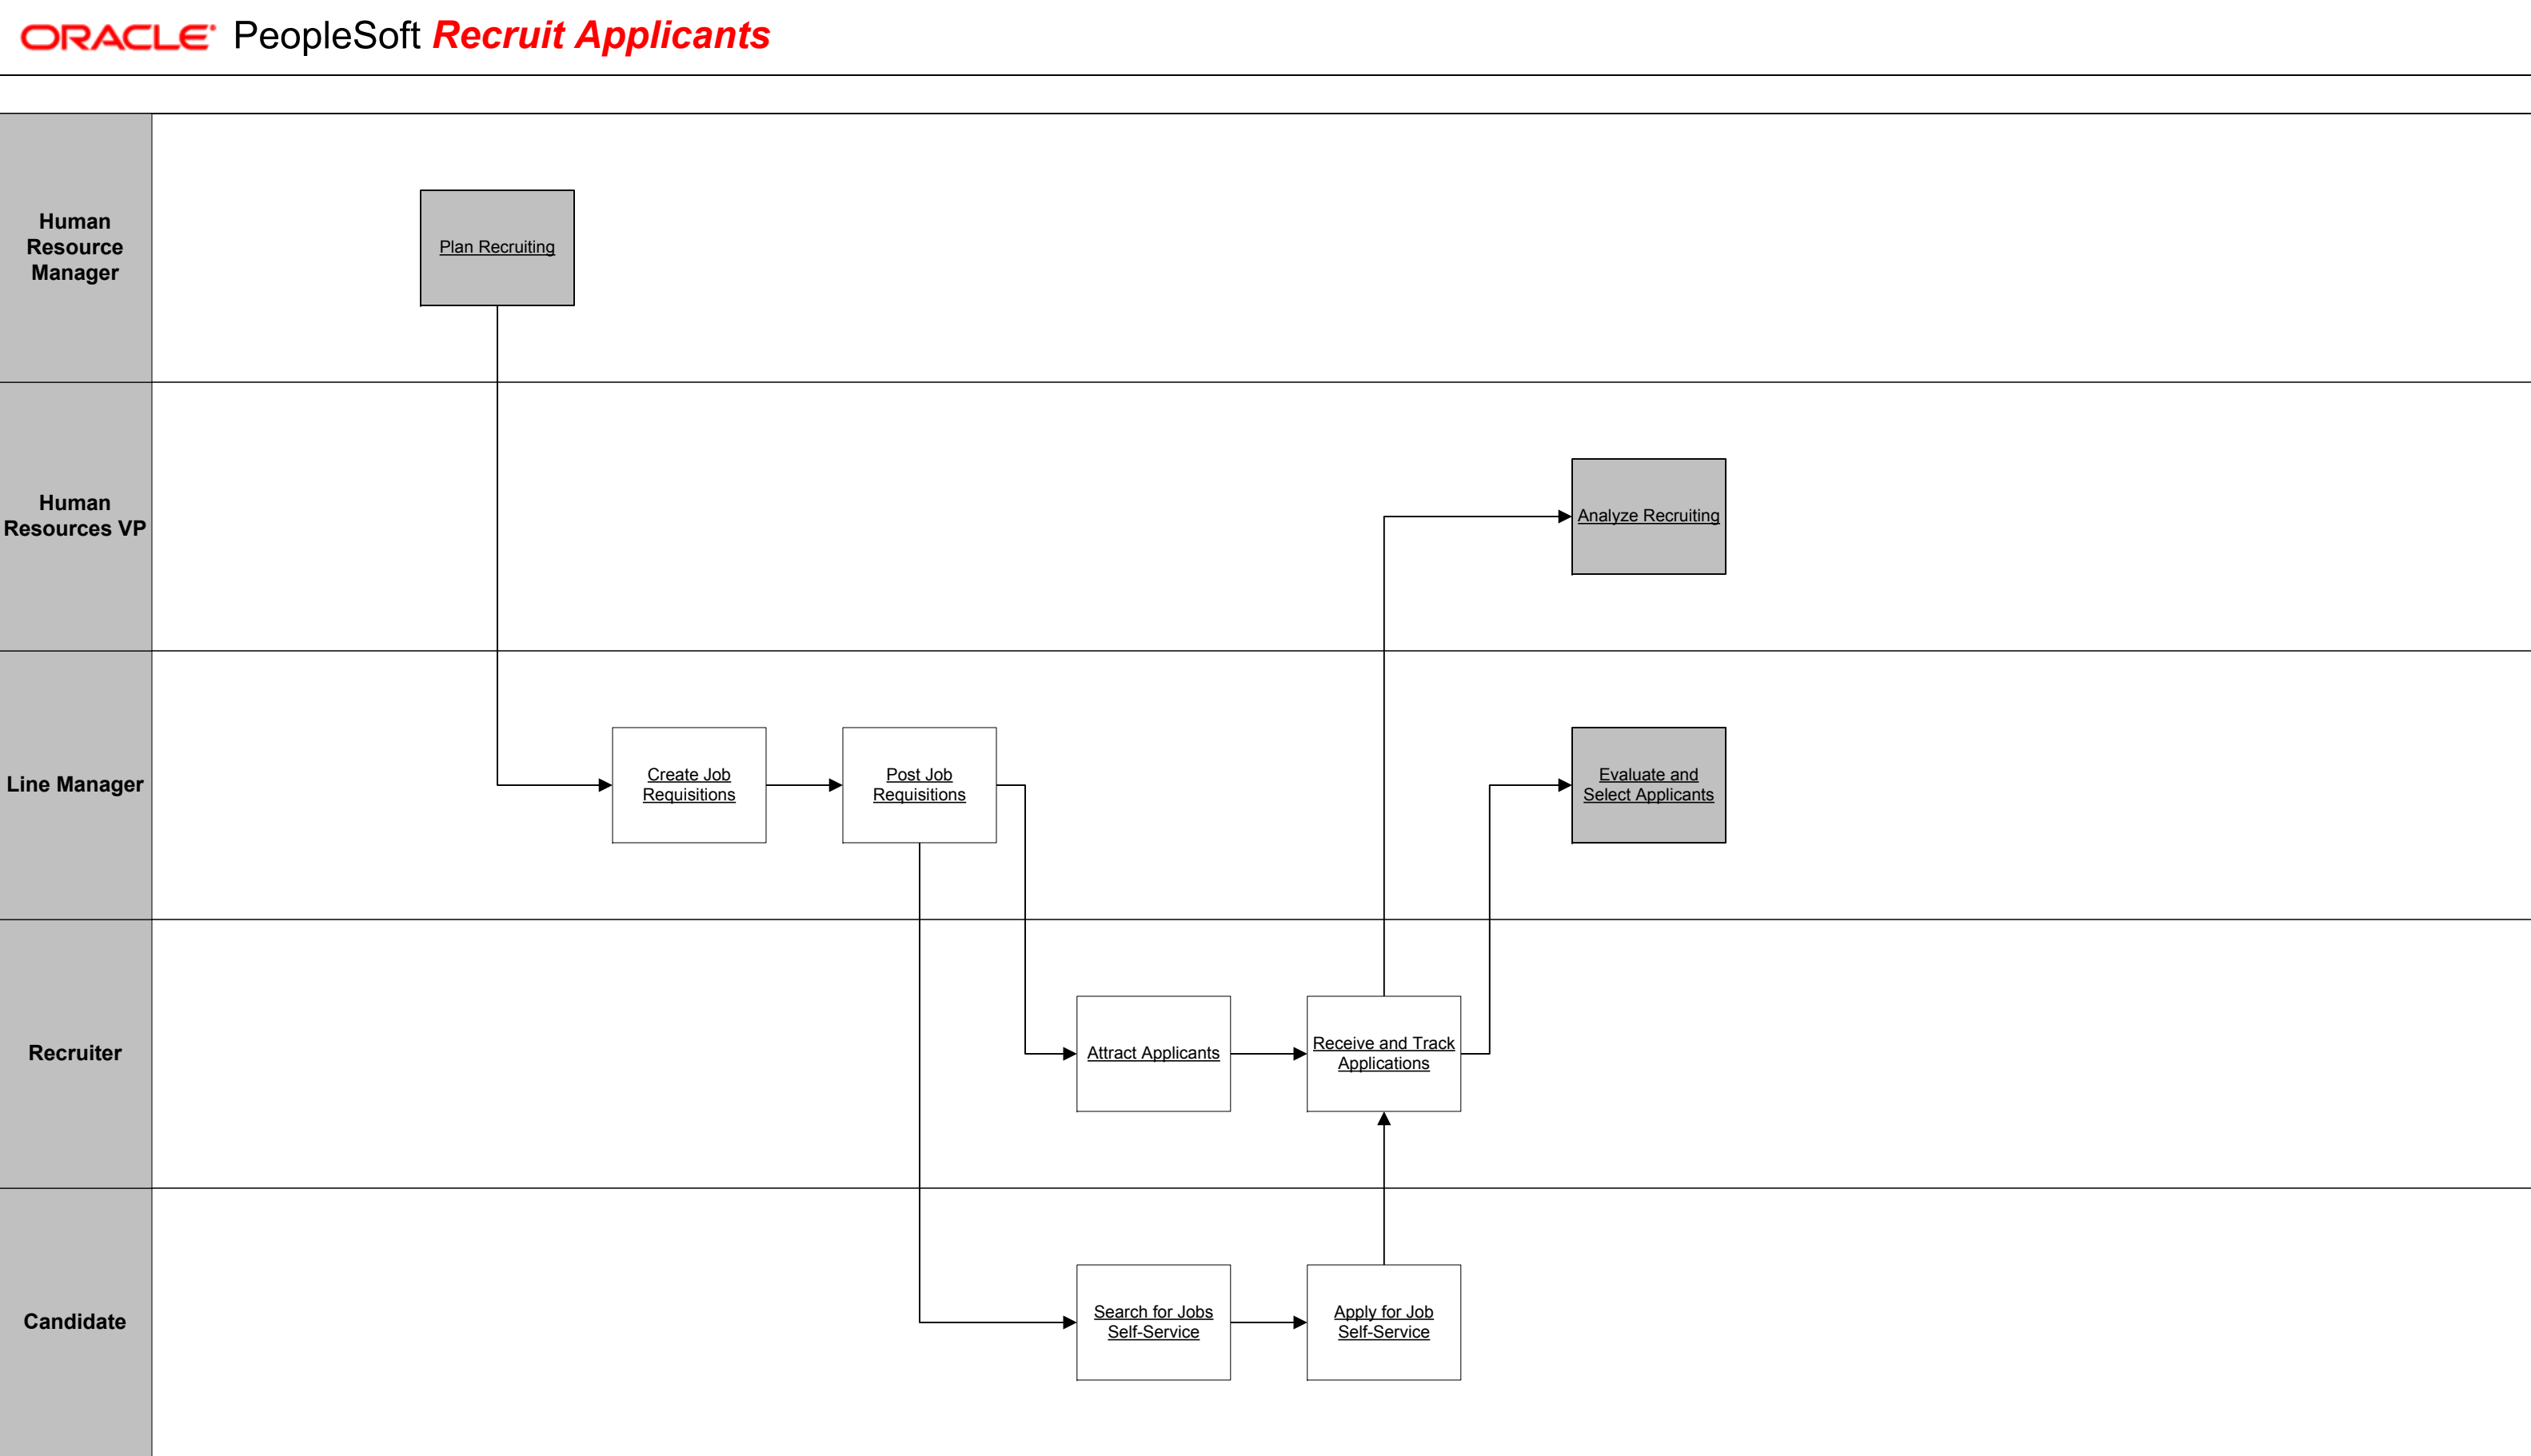 ORACLE PeopleSoft Recruit Applicants
Human
Resource
Manager
Plan Recruiting
Human
Resources VP
Analyze Recruiting
Line Manager
Create Job
Requisitions
Post Job
Requisitions
Evaluate and
Select Applicants
Recruiter
Attract Applicants
Receive and Track
Applications
Candidate
Search for Jobs
Self-Service
Apply for Job
Self-Service